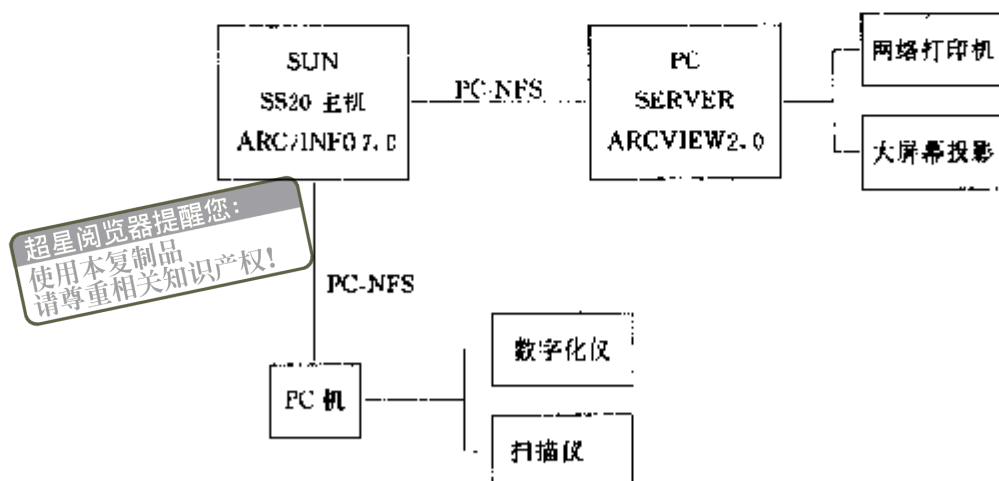 SUN
SS20 主机
ARC/INFO 7.0
PC-NFS
PC
SERVER
ARCVIEW2.0
网络打印机
大屏幕投影
超星阅览器提醒您：
使用本复制品
请尊重相关知识产权！
PC-NFS
PC 机
数字化仪
扫描仪